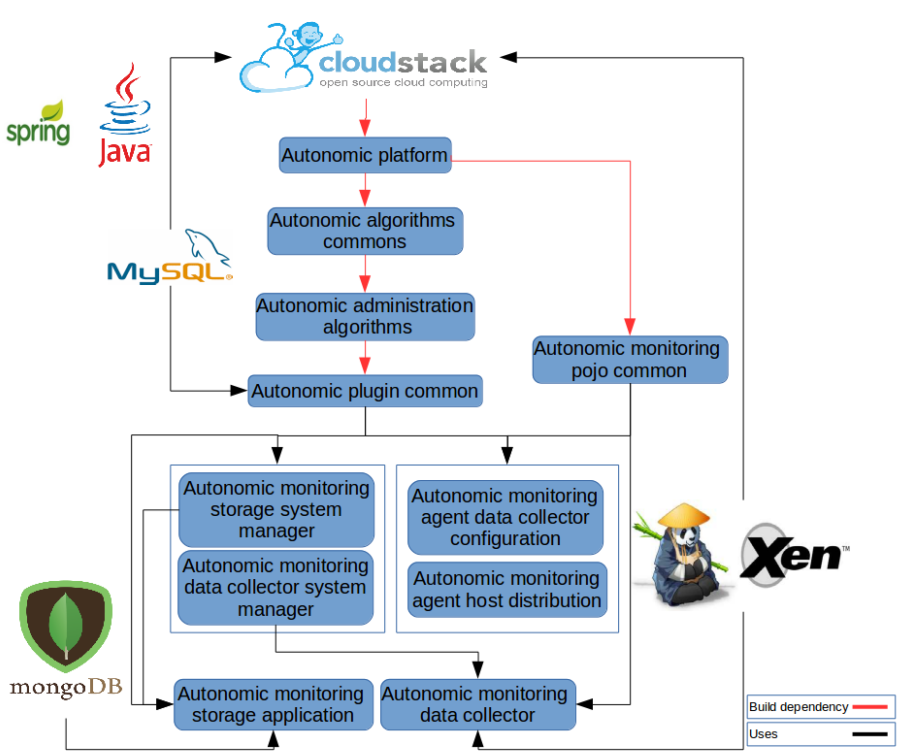 cloudstack
open source cloud computing
spring
Java
Autonomic platform
Autonomic algorithms
commons
MySQL®
Autonomic administration
algorithms
Autonomic monitoring
pojo common
Autonomic plugin common
Autonomic monitoring
storage system
manager
Autonomic monitoring
data collector system
manager
Autonomic monitoring
agent data collector
configuration
Autonomic monitoring
agent host distribution
Xen™
mongoDB
Autonomic monitoring
storage application
Autonomic monitoring
data collector
Build dependency
Uses